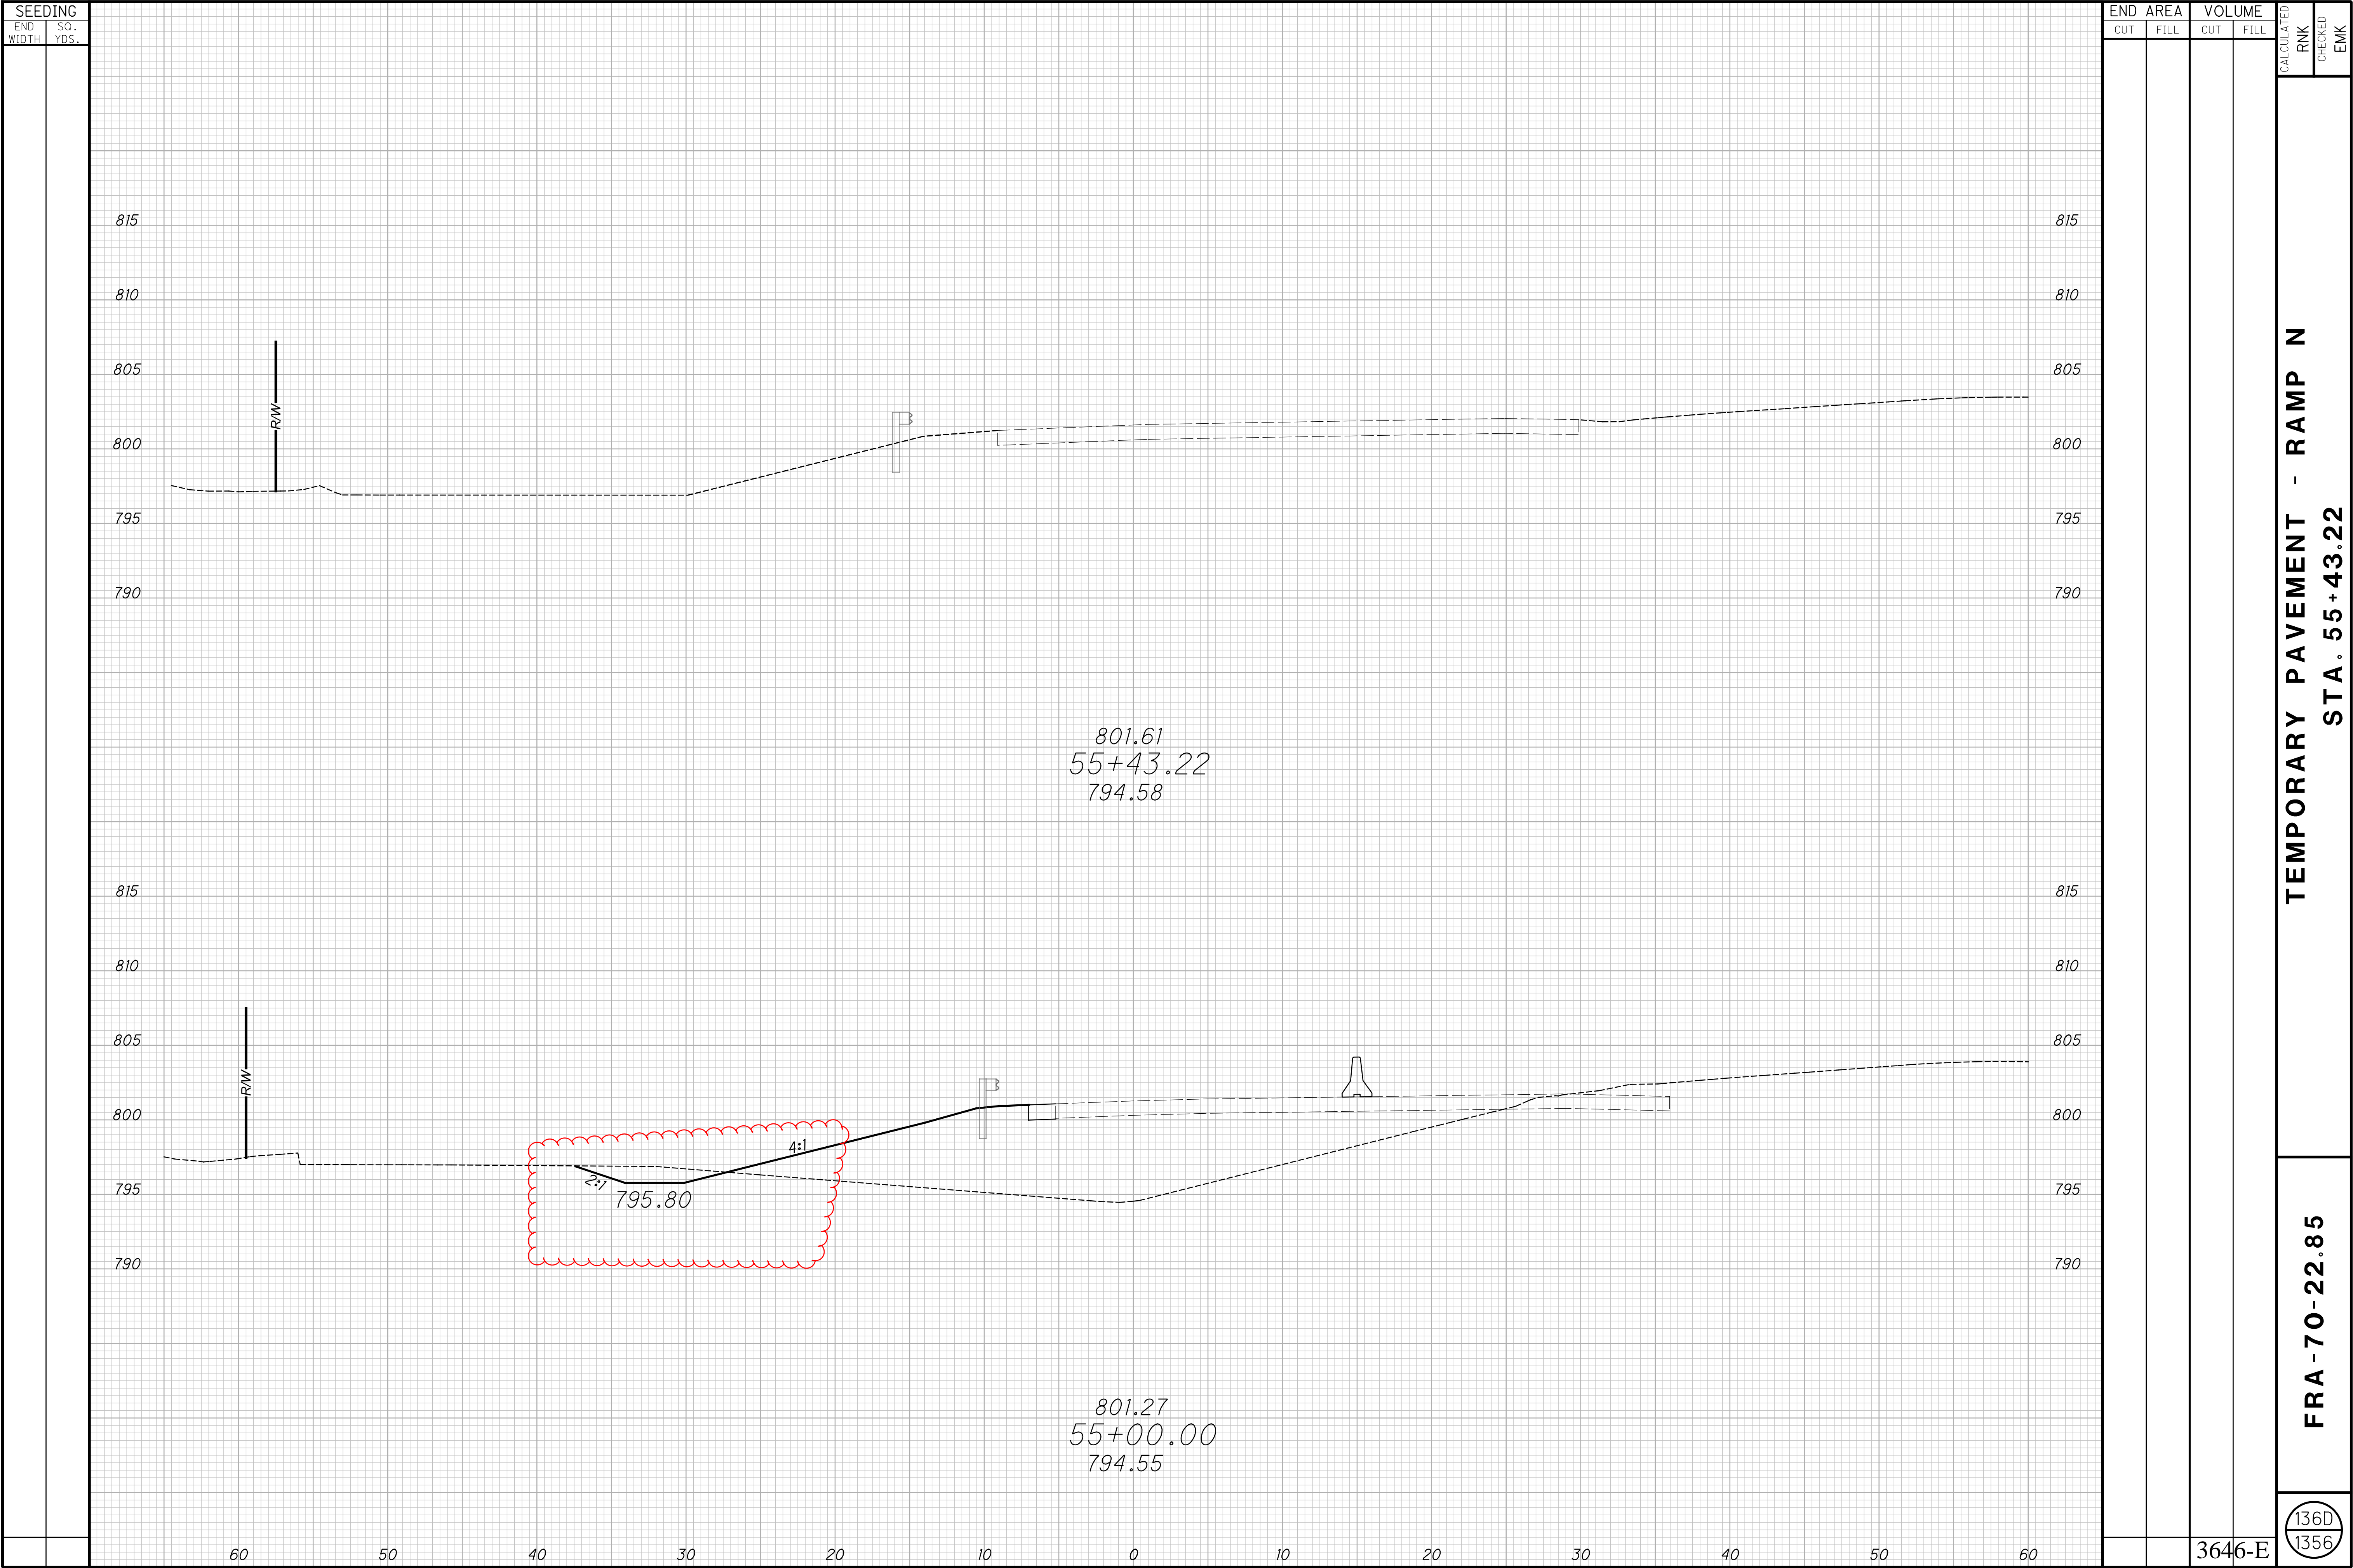 SEEDING
END WIDTH
SQ. YDS.
END AREA
VOLUME
CUT
FILL
CUT
FILL
CALCULATED
RNK
CHECKED
EMK
815
815
810
810
805
805
R/W
800
800
795
795
790
790
801.61
55+43.22
794.58
815
815
810
810
805
805
R/W
800
800
4:1
2:1
795
795.80
795
790
790
801.27
55+00.00
794.55
60
50
40
30
20
10
0
10
20
30
40
50
60
TEMPORARY PAVEMENT - RAMP N
STA. 55+43.22
FRA-70-22.85
136D
1356
3646-E